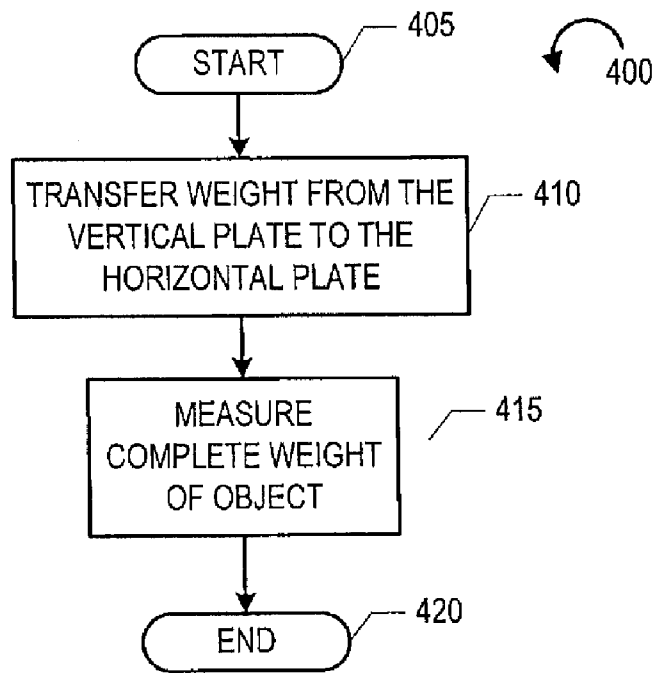 START
405
400
TRANSFER WEIGHT FROM THE
VERTICAL PLATE TO THE
HORIZONTAL PLATE
410
MEASURE
COMPLETE WEIGHT
OF OBJECT
415
END
420